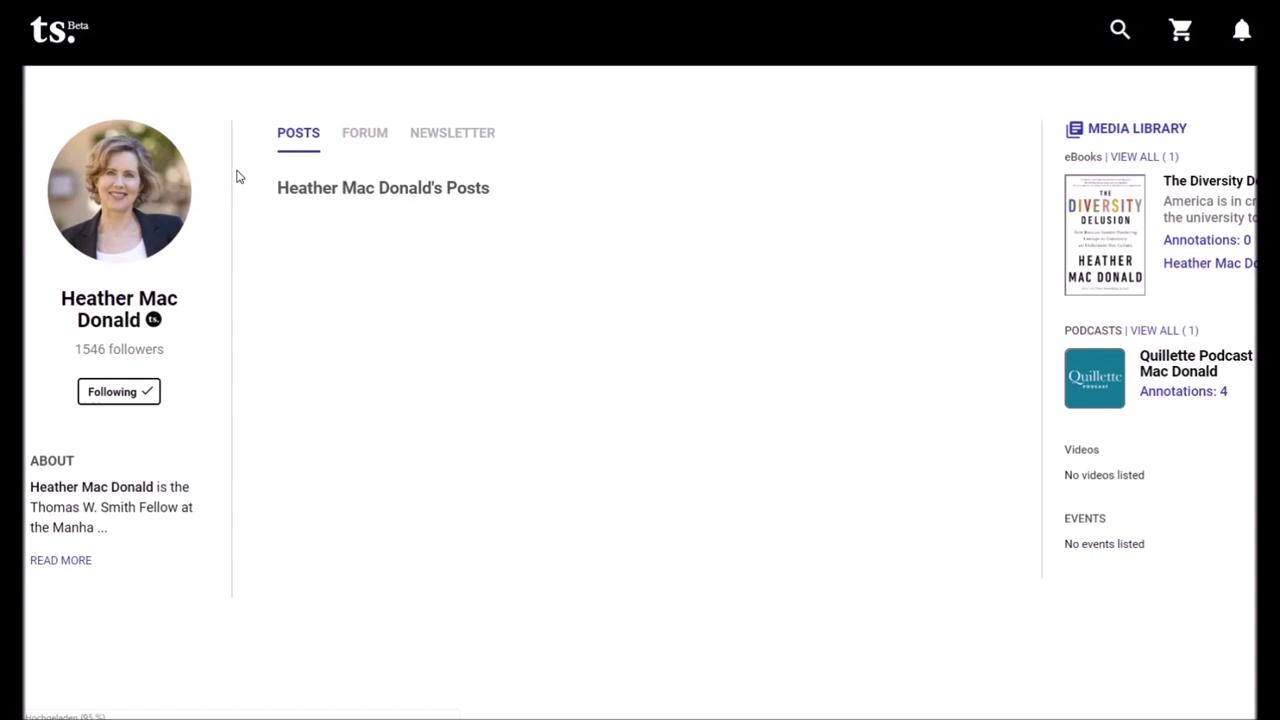 ts. Beta
Heather Mac
Donald ts.
1546 followers
Following
ABOUT
Heather Mac Donald is the
Thomas W. Smith Fellow at
the Manha ...
READ MORE
POSTS FORUM NEWSLETTER
Heather Mac Donald's Posts
MEDIA LIBRARY
eBooks | VIEW ALL ( 1)
THE
DIVERSITY
DELUSION
HEATHER
MAC DONALD
The Diversity D
America is in cr
the university to
Annotations: 0
Heather Mac Do
PODCASTS | VIEW ALL ( 1)
Quillette
PODCAST
Quillette Podcast
Mac Donald
Annotations: 4
Videos
No videos listed
EVENTS
No events listed
Hochgeladen (95 %)